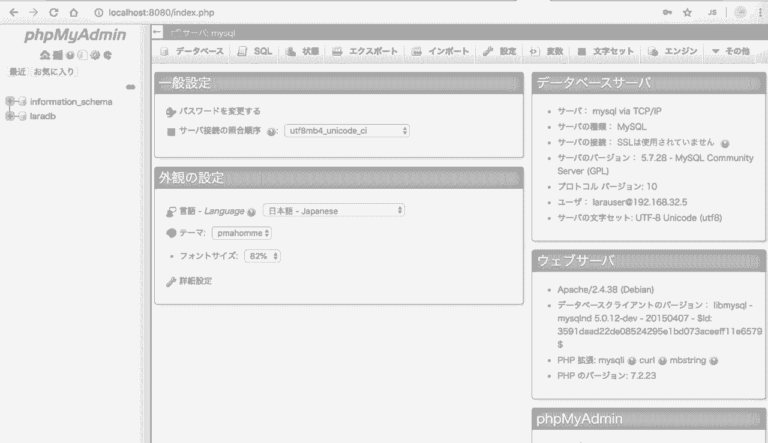 localhost:8080/index.php
phpMyAdmin
サーバ: mysql
データベース SQL 状態 エクスポート インポート 設定 変数 文字セット エンジン その他
最近 お気に入り
information_schema
laradb
一般設定
パスワードを変更する
サーバ接続の照合順序 : utf8mb4_unicode_ci
外観の設定
言語 - Language 日本語 - Japanese
テーマ: pmahomme
フォントサイズ: 82%
詳細設定
データベースサーバ
サーバ： mysql via TCP/IP
サーバの種類： MySQL
サーバの接続： SSLは使用されていません
サーバのバージョン： 5.7.28 - MySQL Community
Server (GPL)
プロトコル バージョン: 10
ユーザ： larauser@192.168.32.5
サーバの文字セット: UTF-8 Unicode (utf8)
ウェブサーバ
Apache/2.4.38 (Debian)
データベースクライアントのバージョン： libmysql -
mysqlnd 5.0.12-dev - 20150407 - $Id:
3591daad22de08524295e1bd073aceeff11e6579
$
PHP 拡張: mysqli curl mbstring
PHP のバージョン: 7.2.23
phpMyAdmin